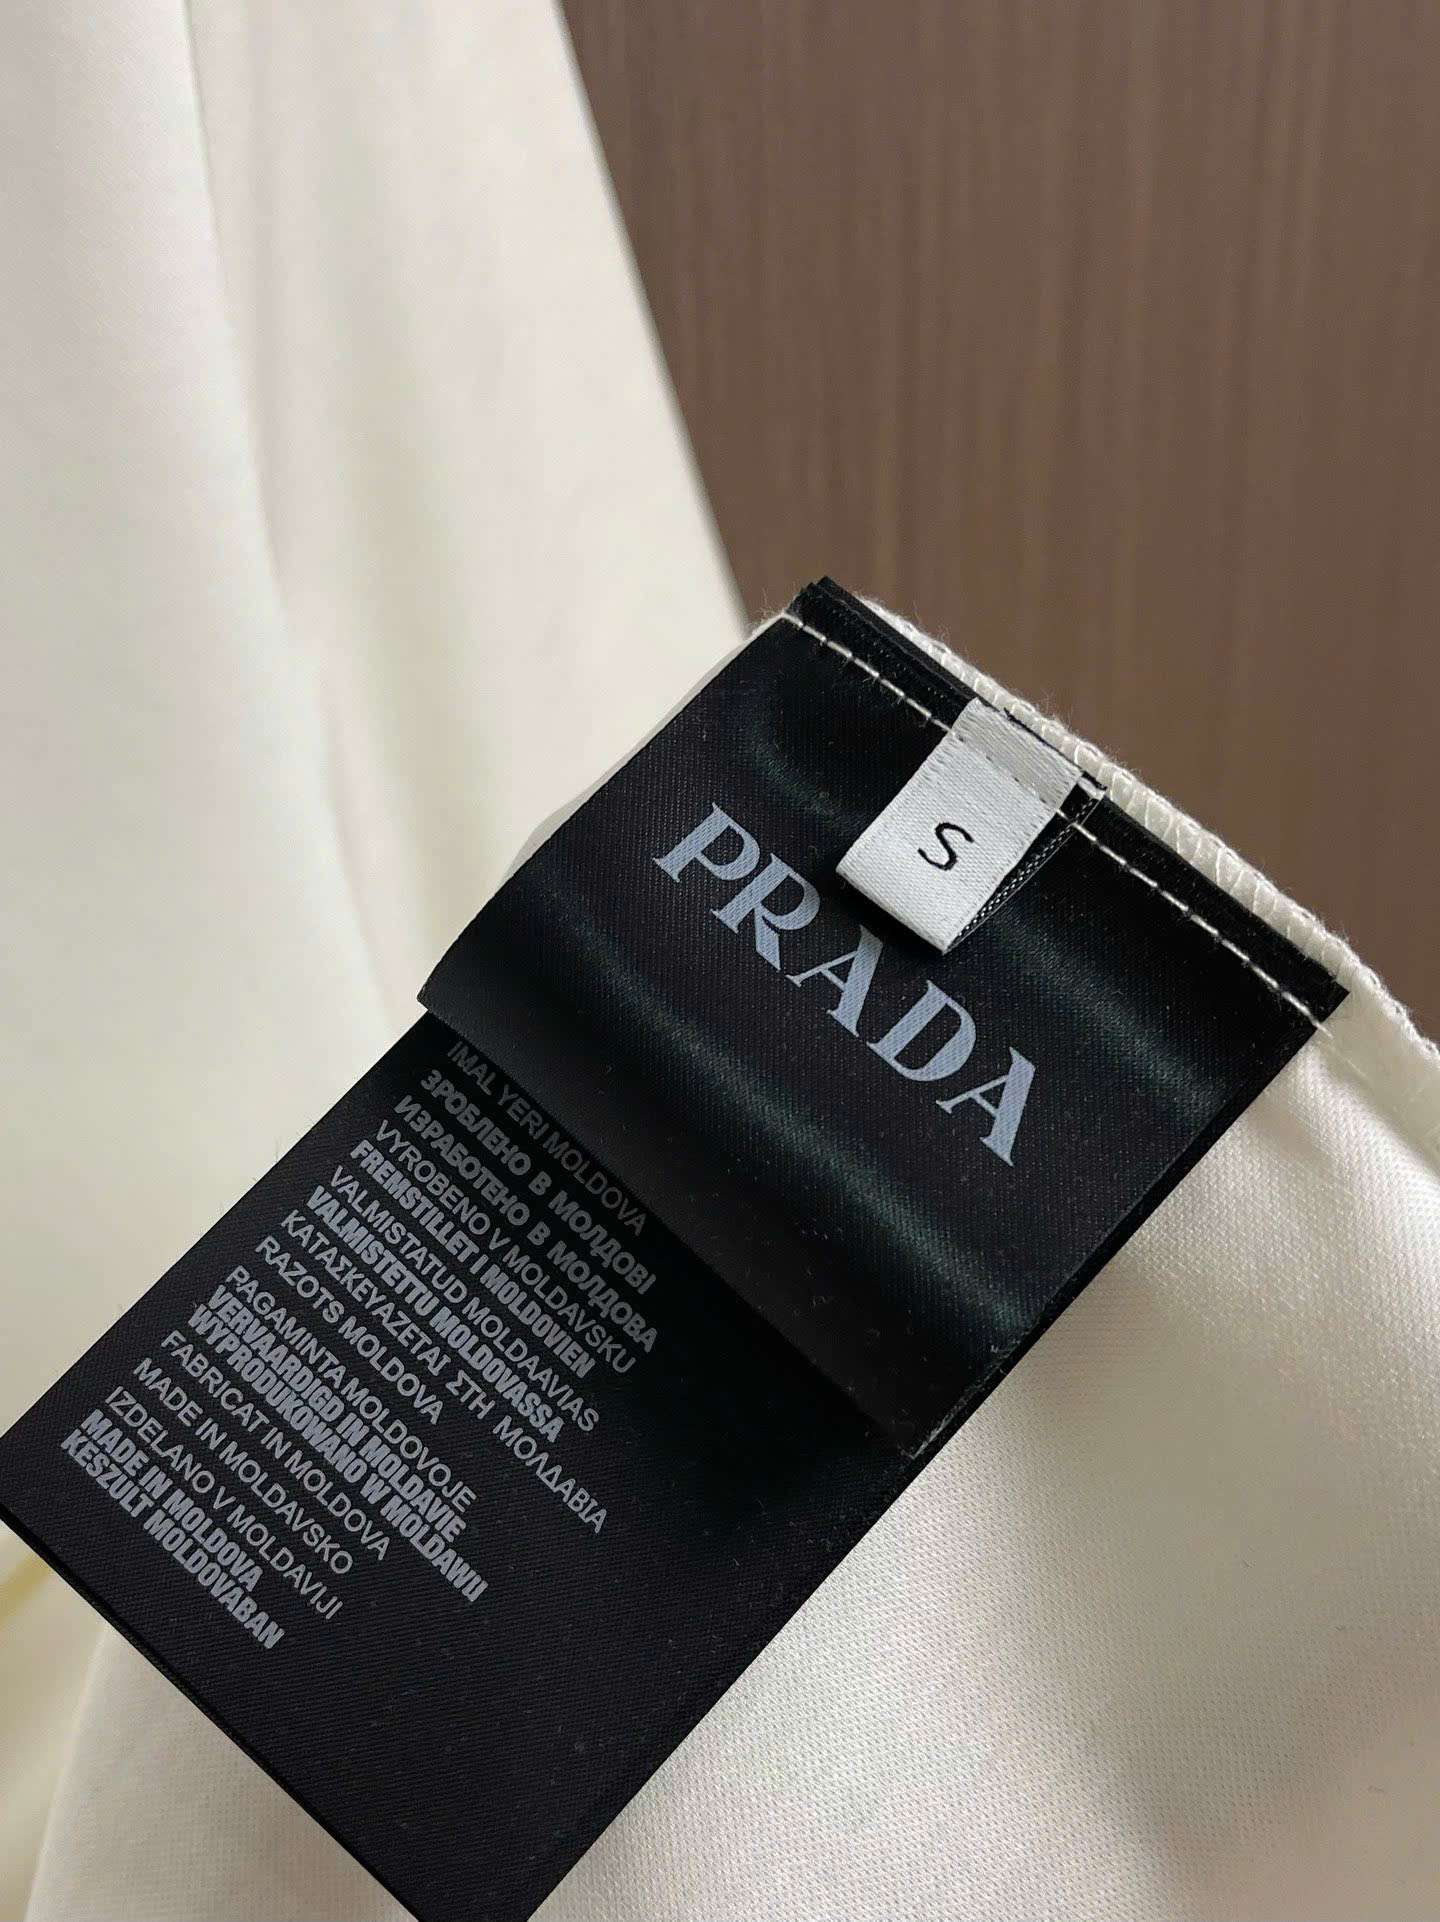 S
PRADA
IMAL YERI MOLDOVA
ЗРОБЛЕНО В МОЛДОВІ
ИЗРАБОТЕНО В МОЛДОВА
VYROBENO V MOLDAVSKU
FREMSTILLET I MOLDOVIEN
VALMISTATUD MOLDAAVIAS
VALMISTETTU MOLDOVASSA
ΚΑΤΑΣΚΕΥΑΖΕΤΑΙ ΣΤΗ ΜΟΛΔΑΒΙΑ
RAZOTS MOLDOVA
PAGAMINTA MOLDOVOJE
VERVAARDIGD IN MOLDAVIE
WYPRODUKOWANO W MOLDAWII
FABRICAT IN MOLDOVA
MADE IN MOLDAVSKO
IZDELANO V MOLDAVIJI
MADE IN MOLDOVA
KESZULT MOLDOVABAN